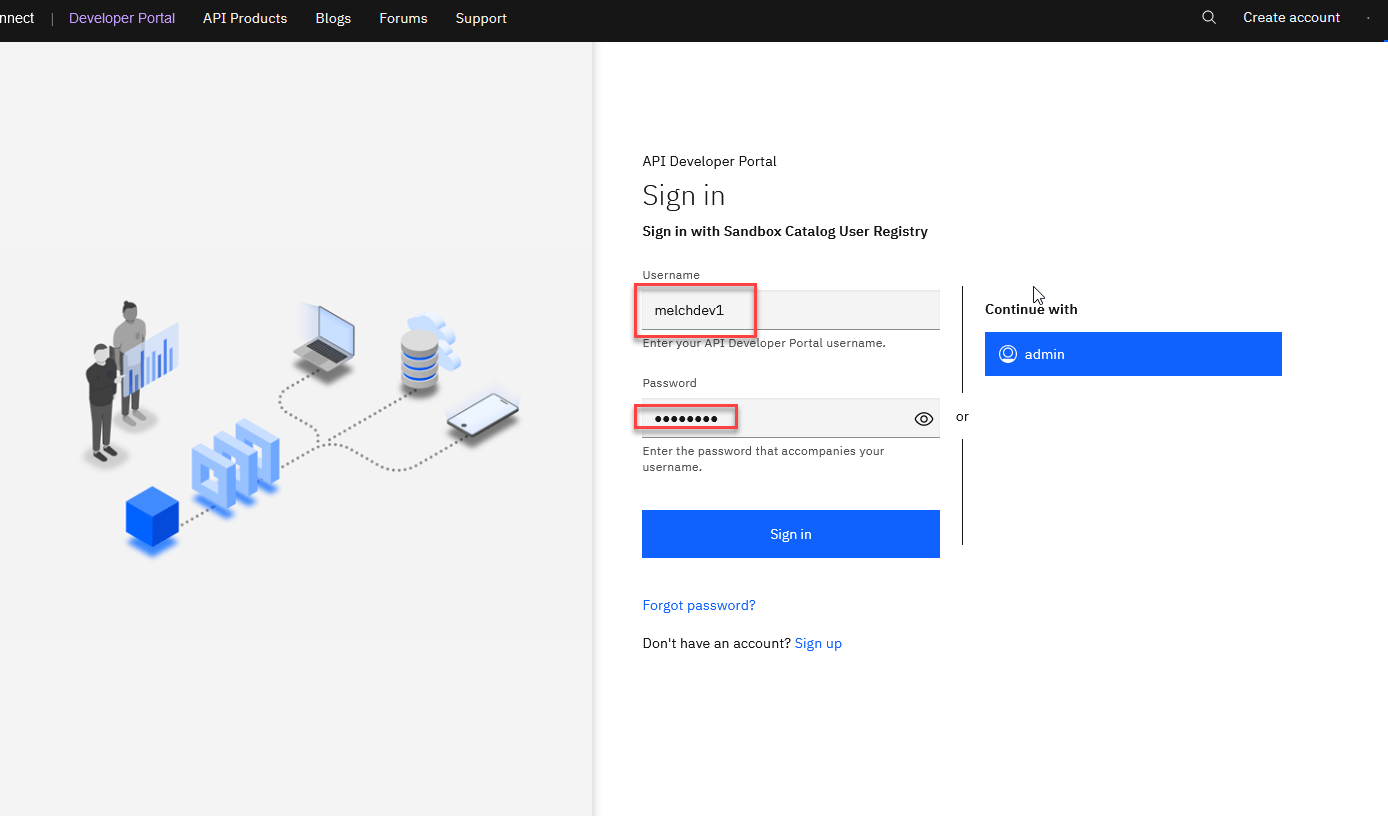 nnect | Developer Portal API Products Blogs Forums Support Create account
API Developer Portal
Sign in
Sign in with Sandbox Catalog User Registry
Username
melchdev1
Enter your API Developer Portal username.
Password
••••••••
Enter the password that accompanies your
username.
Sign in
or
Continue with
admin
Forgot password?
Don't have an account? Sign up